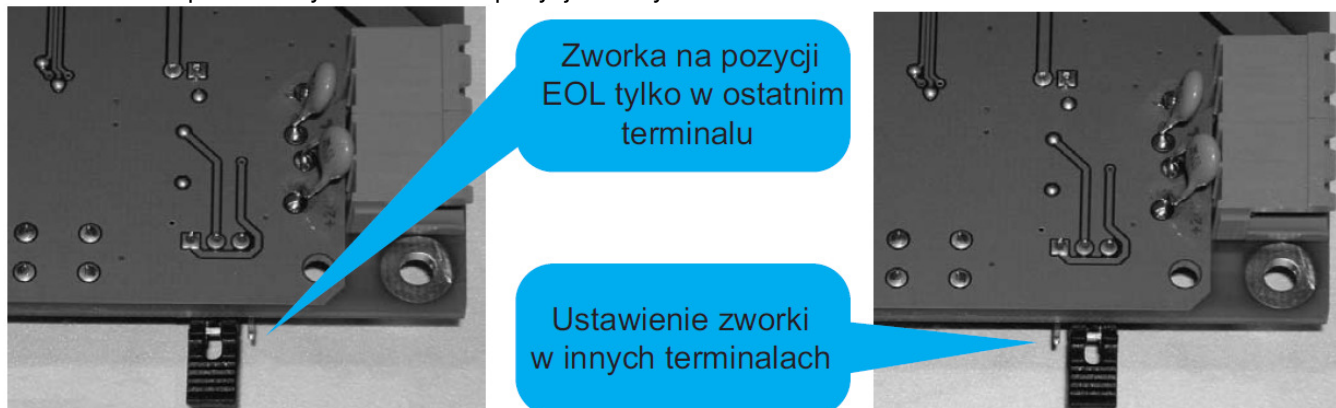 Zworka na pozycji
EOL tylko w ostatnim
terminalu
Ustawienie zworki
w innych terminalach